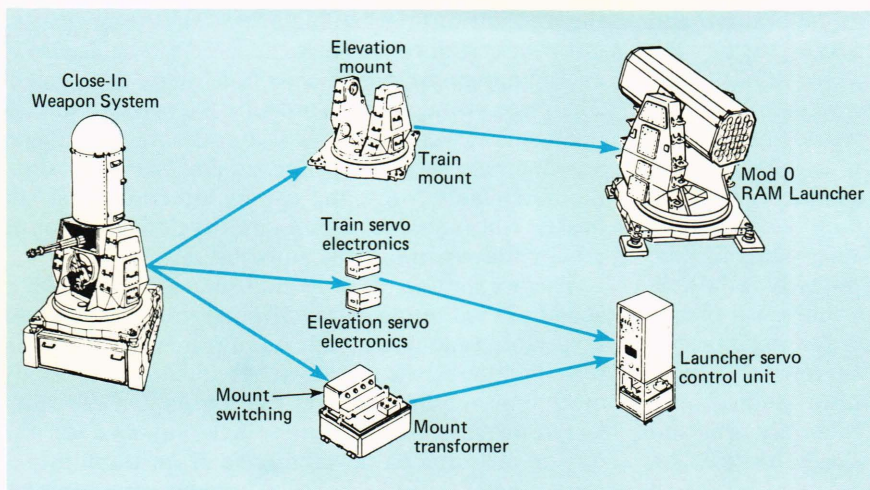 Close-In
Weapon System
Elevation
mount
Train
mount
Mod 0
RAM Launcher
Train servo
electronics
Elevation servo
electronics
Launcher servo
control unit
Mount
switching
Mount
transformer